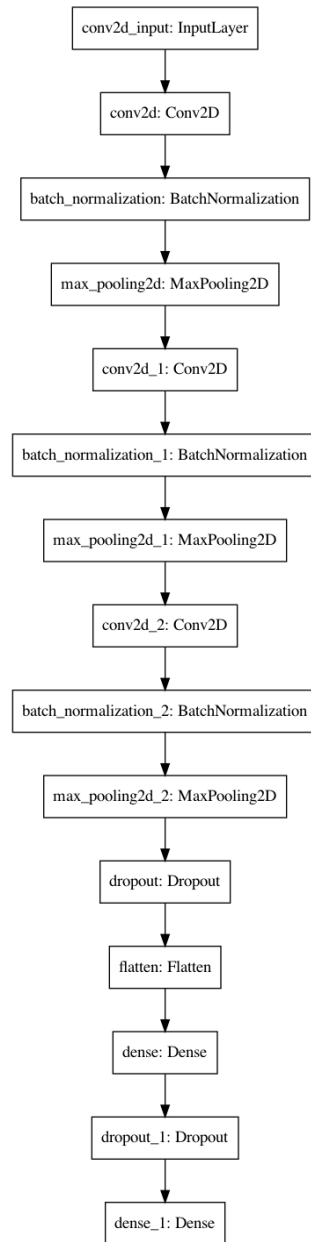 conv2d_input: InputLayer
conv2d: Conv2D
batch_normalization: BatchNormalization
max_pooling2d: MaxPooling2D
conv2d_1: Conv2D
batch_normalization_1: BatchNormalization
max_pooling2d_1: MaxPooling2D
conv2d_2: Conv2D
batch_normalization_2: BatchNormalization
max_pooling2d_2: MaxPooling2D
dropout: Dropout
flatten: Flatten
dense: Dense
dropout_1: Dropout
dense_1: Dense